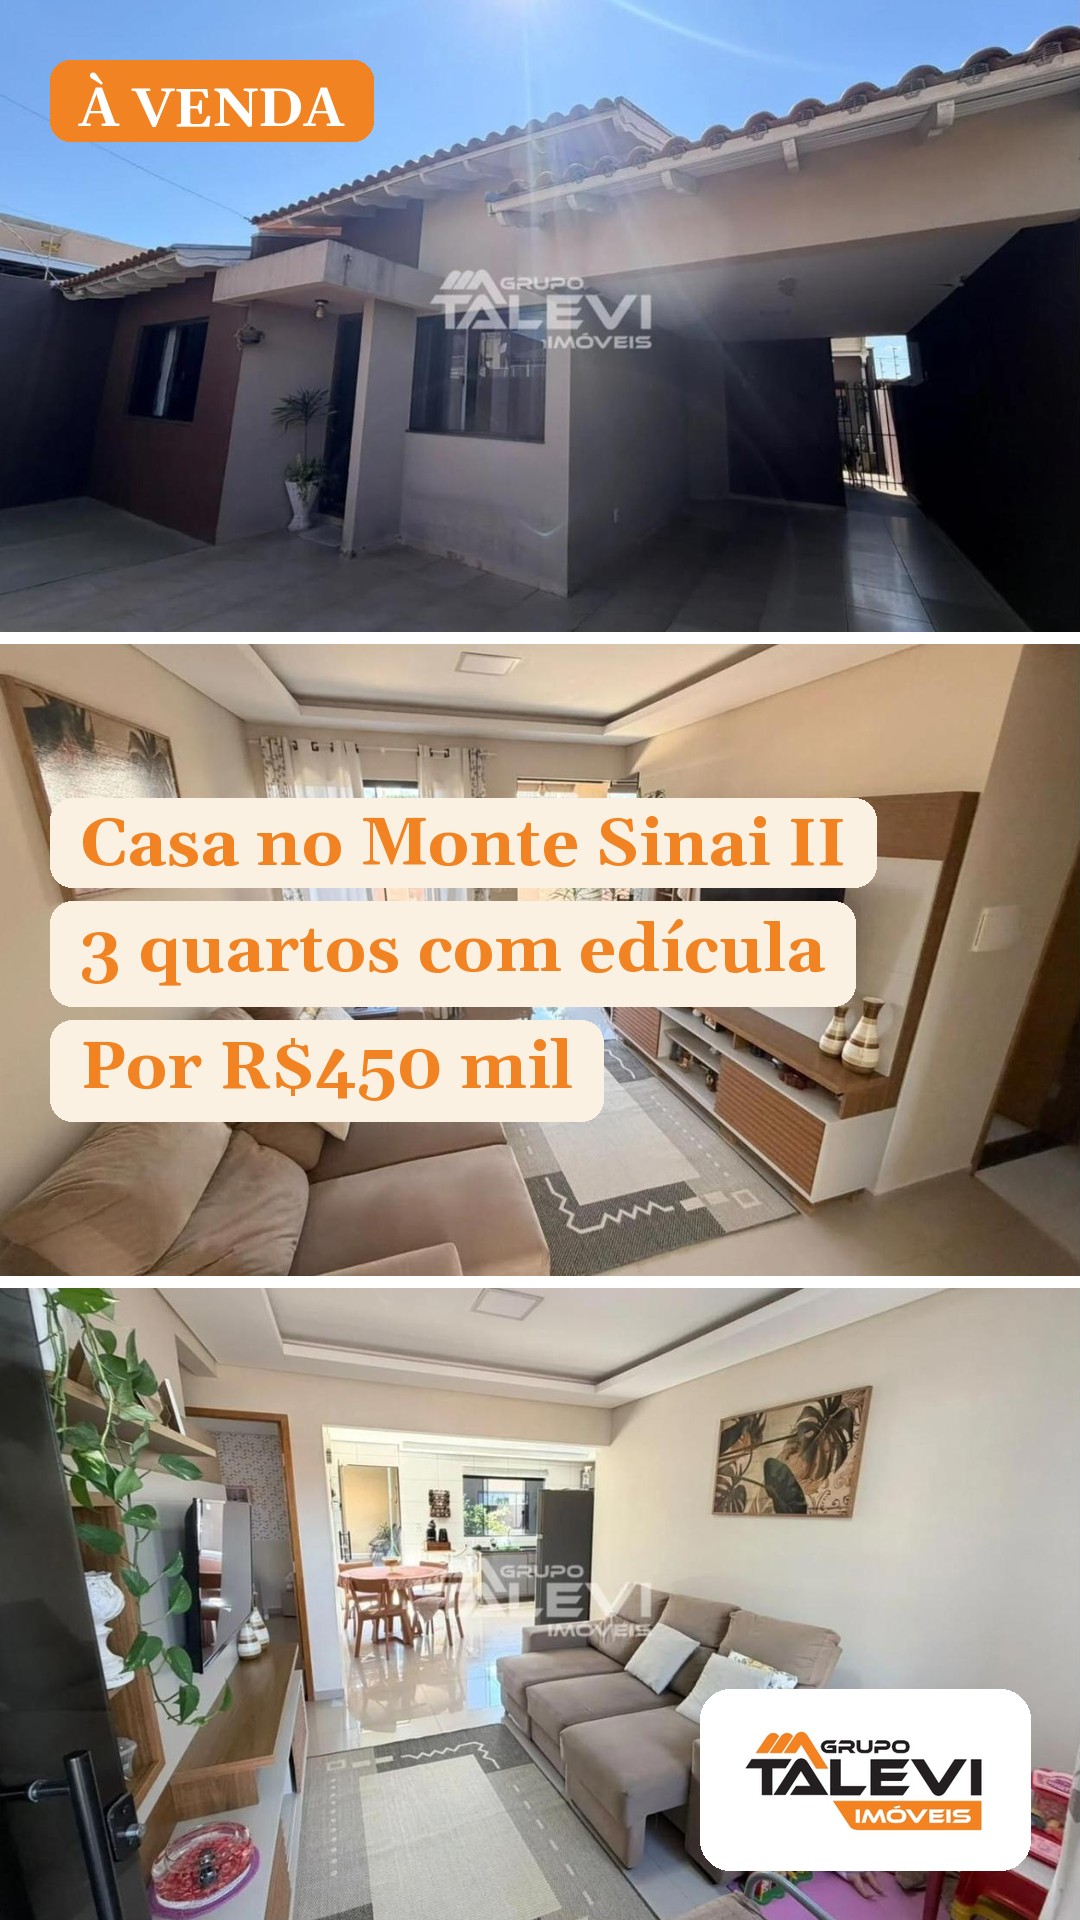 À VENDA
GRUPO
TALEVI
IMÓVEIS
Casa no Monte Sinai II
3 quartos com edícula
Por R$450 mil
GRUPO
TALEVI
IMÓVEIS
GRUPO
TALEVI
IMÓVEIS